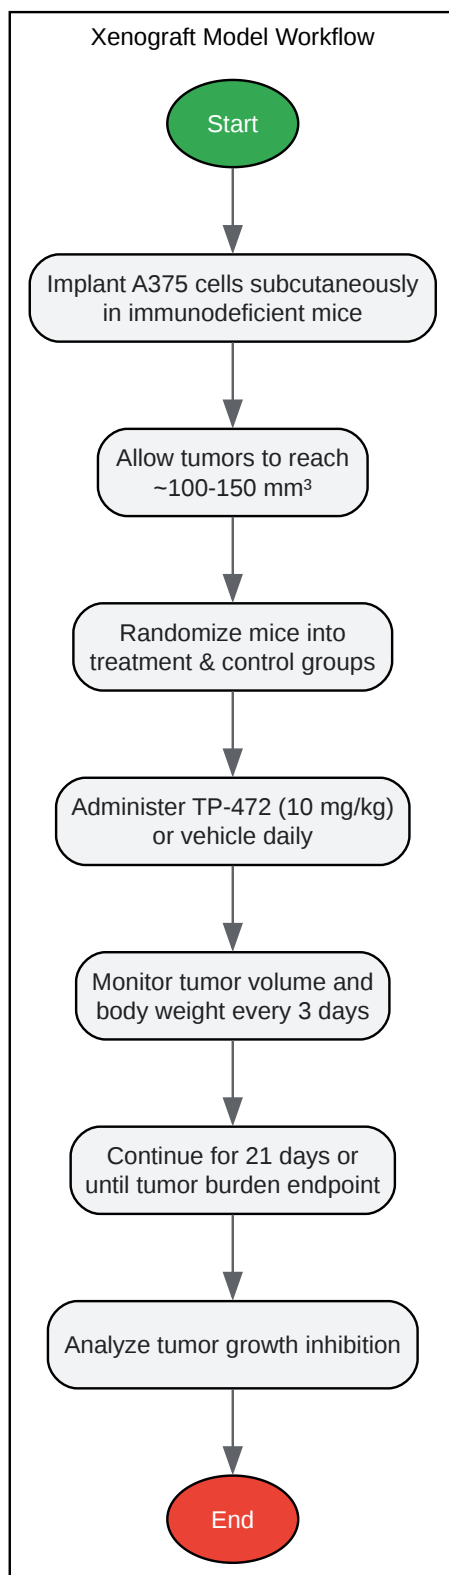 Xenograft Model Workflow
Start
Implant A375 cells subcutaneously
in immunodeficient mice
Allow tumors to reach
~100-150 mm³
Randomize mice into
treatment & control groups
Administer TP-472 (10 mg/kg)
or vehicle daily
Monitor tumor volume and
body weight every 3 days
Continue for 21 days or
until tumor burden endpoint
Analyze tumor growth inhibition
End